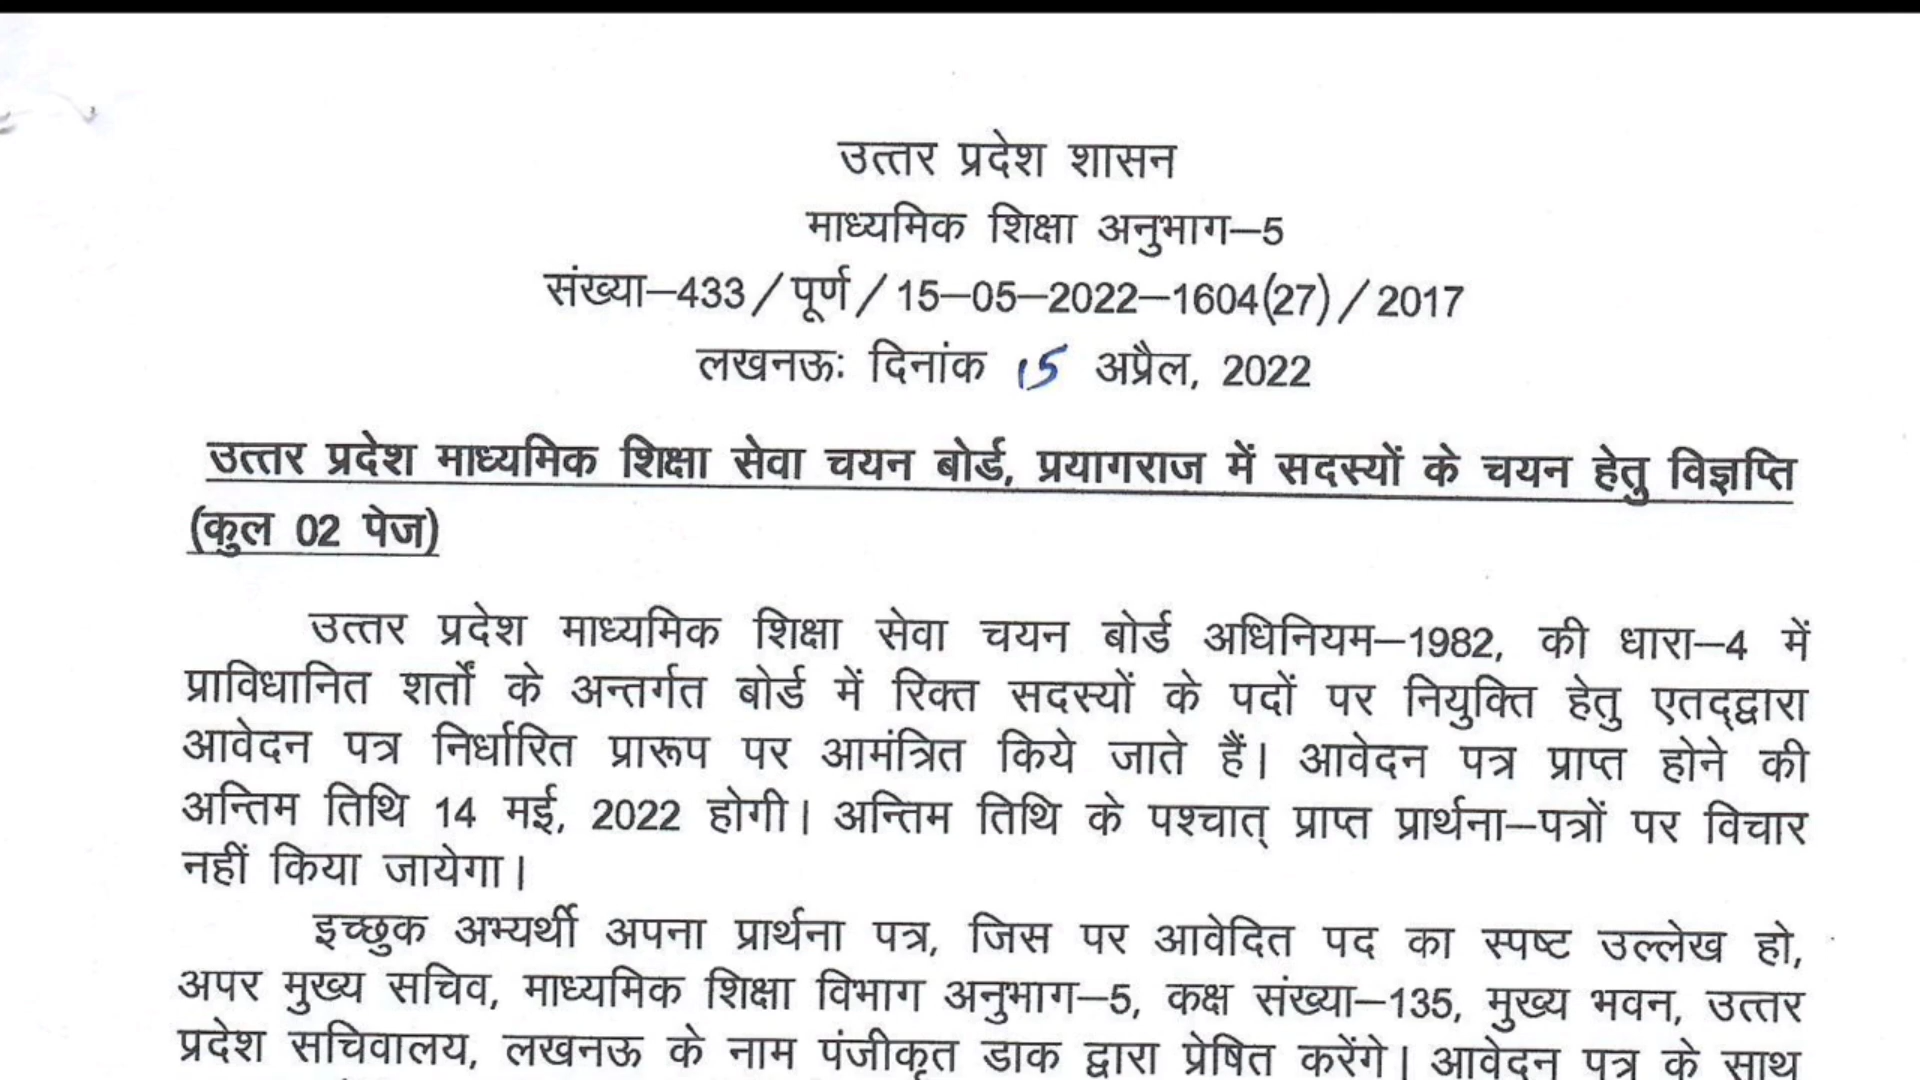 उत्तर प्रदेश शासन
माध्यमिक शिक्षा अनुभाग–5
संख्या–433/पूर्ण/15–05–2022–1604(27)/2017
लखनऊः दिनांक 15 अप्रैल, 2022
उत्तर प्रदेश माध्यमिक शिक्षा सेवा चयन बोर्ड, प्रयागराज में सदस्यों के चयन हेतु विज्ञप्ति
(कुल 02 पेज)
उत्तर प्रदेश माध्यमिक शिक्षा सेवा चयन बोर्ड अधिनियम–1982, की धारा–4 में
प्राविधानित शर्तों के अन्तर्गत बोर्ड में रिक्त सदस्यों के पदों पर नियुक्ति हेतु एतद्द्वारा
आवेदन पत्र निर्धारित प्रारूप पर आमंत्रित किये जाते हैं। आवेदन पत्र प्राप्त होने की
अन्तिम तिथि 14 मई, 2022 होगी। अन्तिम तिथि के पश्चात् प्राप्त प्रार्थना–पत्रों पर विचार
नहीं किया जायेगा।
इच्छुक अभ्यर्थी अपना प्रार्थना पत्र, जिस पर आवेदित पद का स्पष्ट उल्लेख हो,
अपर मुख्य सचिव, माध्यमिक शिक्षा विभाग अनुभाग–5, कक्ष संख्या–135, मुख्य भवन, उत्तर
प्रदेश सचिवालय, लखनऊ के नाम पंजीकृत डाक द्वारा प्रेषित करेंगे। आवेदन पत्र के साथ